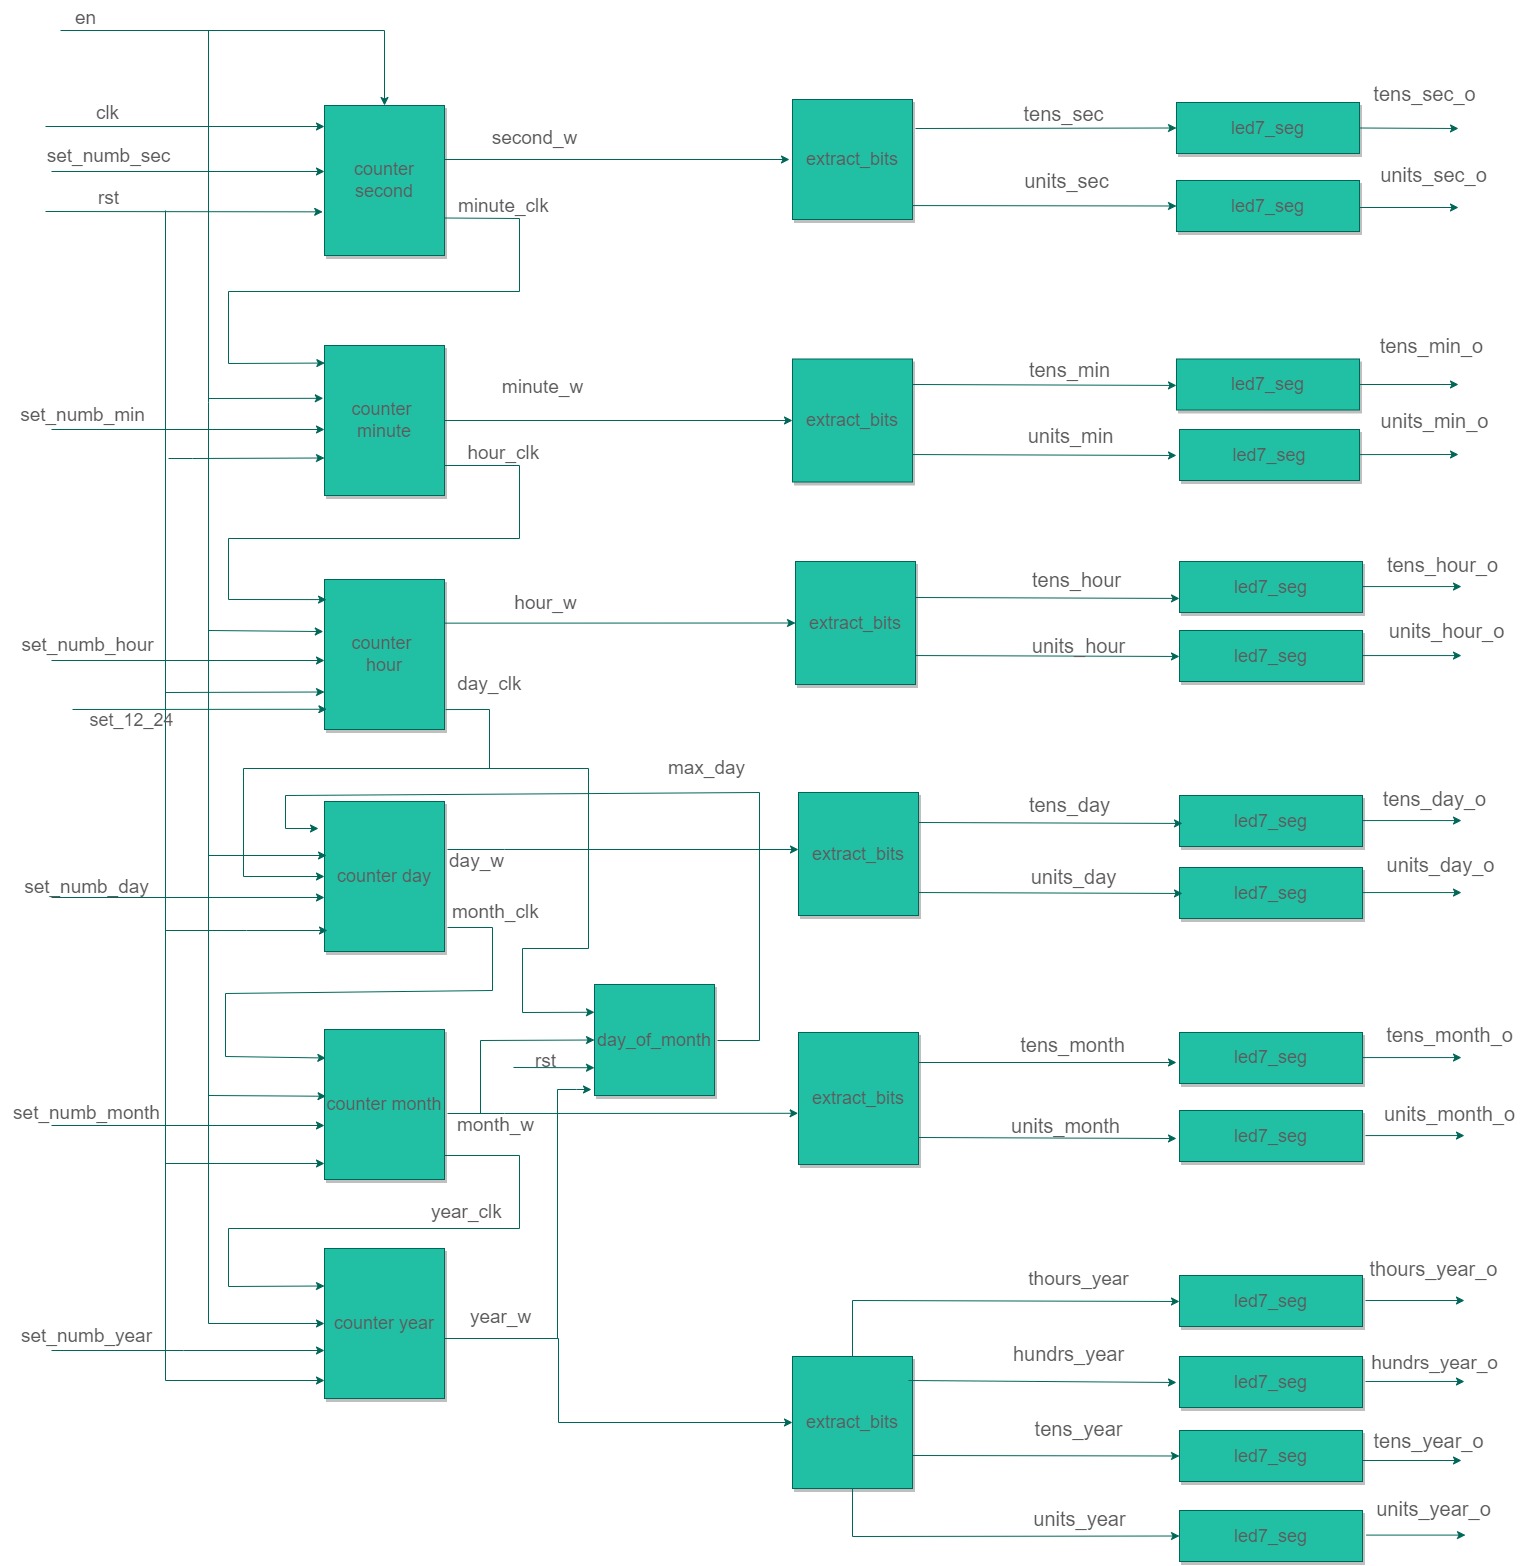 en
clk
set_numb_sec
rst
counter
second
second_w
minute_clk
extract_bits
tens_sec
units_sec
led7_seg
led7_seg
tens_sec_o
units_sec_o
set_numb_min
counter
minute
minute_w
hour_clk
extract_bits
tens_min
units_min
led7_seg
led7_seg
tens_min_o
units_min_o
set_numb_hour
set_12_24
counter
hour
hour_w
day_clk
extract_bits
tens_hour
units_hour
led7_seg
led7_seg
tens_hour_o
units_hour_o
max_day
set_numb_day
counter day
day_w
month_clk
extract_bits
tens_day
units_day
led7_seg
led7_seg
tens_day_o
units_day_o
day_of_month
rst
set_numb_month
counter month
month_w
year_clk
extract_bits
tens_month
units_month
led7_seg
led7_seg
tens_month_o
units_month_o
set_numb_year
counter year
year_w
extract_bits
thours_year
hundrs_year
tens_year
units_year
led7_seg
led7_seg
led7_seg
led7_seg
thours_year_o
hundrs_year_o
tens_year_o
units_year_o